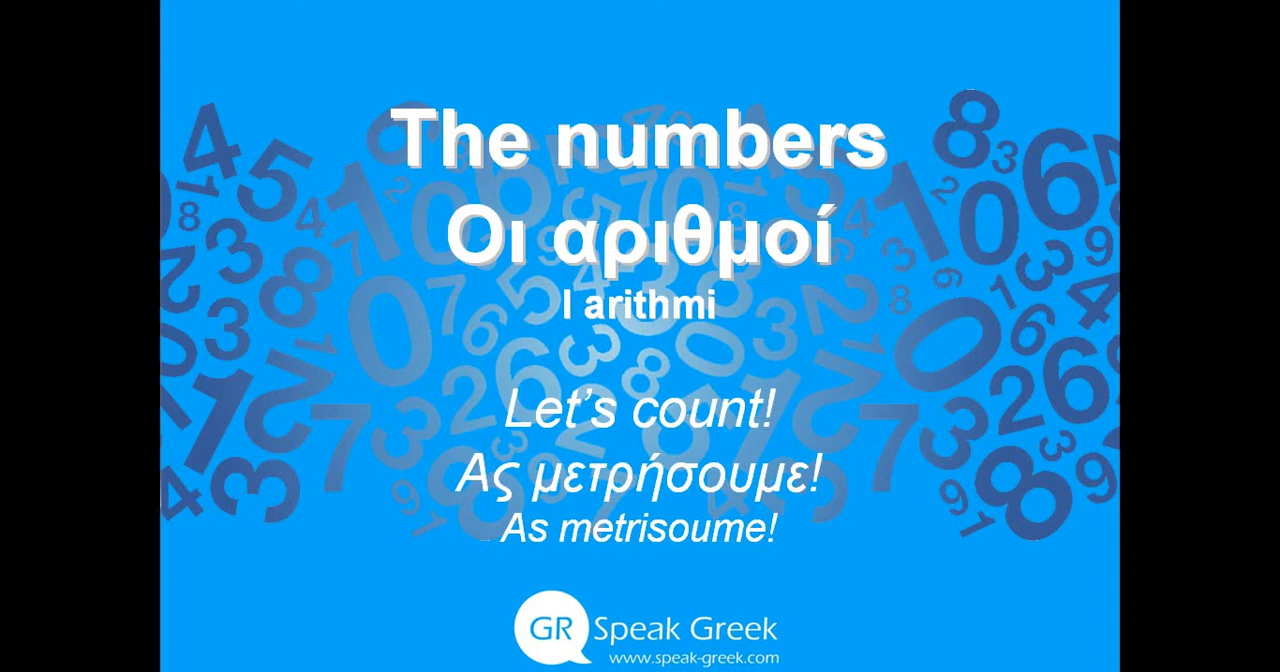 The numbers
Οι αριθμοί
I arithmi
Let's count!
Ας μετρήσουμε!
As metrisoume!
GR Speak Greek
www.speak-greek.com